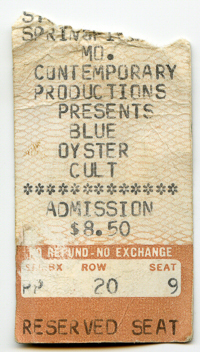 MO.
CONTEMPORARY
PRODUCTIONS
PRESENTS
BLUE
OYSTER
CULT
********************
ADMISSION
$8.50
NO REFUND-NO EXCHANGE
ROW SEAT
PP 20 9
RESERVED SEAT